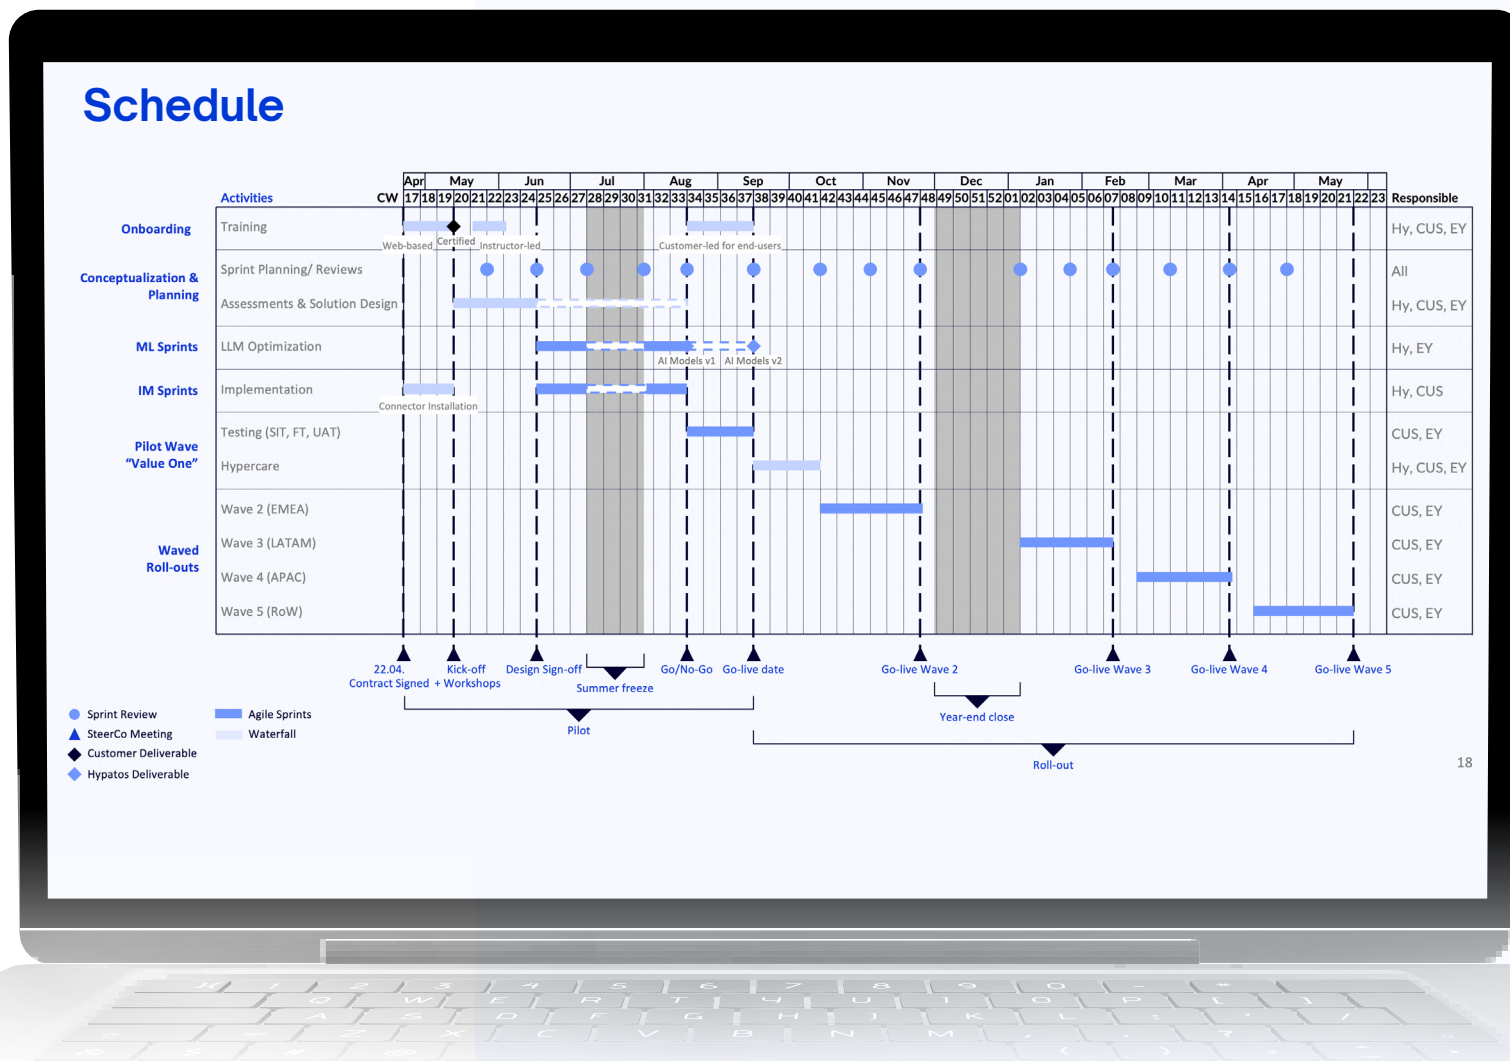 Schedule
Apr May Jun Jul Aug Sep Oct Nov Dec Jan Feb Mar Apr May
Activities CW 17 18 19 20 21 22 23 24 25 26 27 28 29 30 31 32 33 34 35 36 37 38 39 40 41 42 43 44 45 46 47 48 49 50 51 52 01 02 03 04 05 06 07 08 09 10 11 12 13 14 15 16 17 18 19 20 21 22 23 Responsible
Onboarding Training Hy, CUS, EY
Web-based Certified Instructor-led Customer-led for end-users
Conceptualization &
Planning
Sprint Planning/ Reviews All
Assessments & Solution Design Hy, CUS, EY
ML Sprints LLM Optimization Hy, EY
AI Models v1 AI Models v2
IM Sprints Implementation Hy, CUS
Connector Installation
Pilot Wave
“Value One”
Testing (SIT, FT, UAT) CUS, EY
Hypercare Hy, CUS, EY
Waved
Roll-outs
Wave 2 (EMEA) CUS, EY
Wave 3 (LATAM) CUS, EY
Wave 4 (APAC) CUS, EY
Wave 5 (RoW) CUS, EY
22.04.
Contract Signed
Kick-off
+ Workshops
Design Sign-off
Summer freeze
Go/No-Go
Go-live date
Go-live Wave 2
Go-live Wave 3
Go-live Wave 4
Go-live Wave 5
Year-end close
Pilot
Roll-out
Sprint Review
SteerCo Meeting
Customer Deliverable
Hypatos Deliverable
Agile Sprints
Waterfall
18